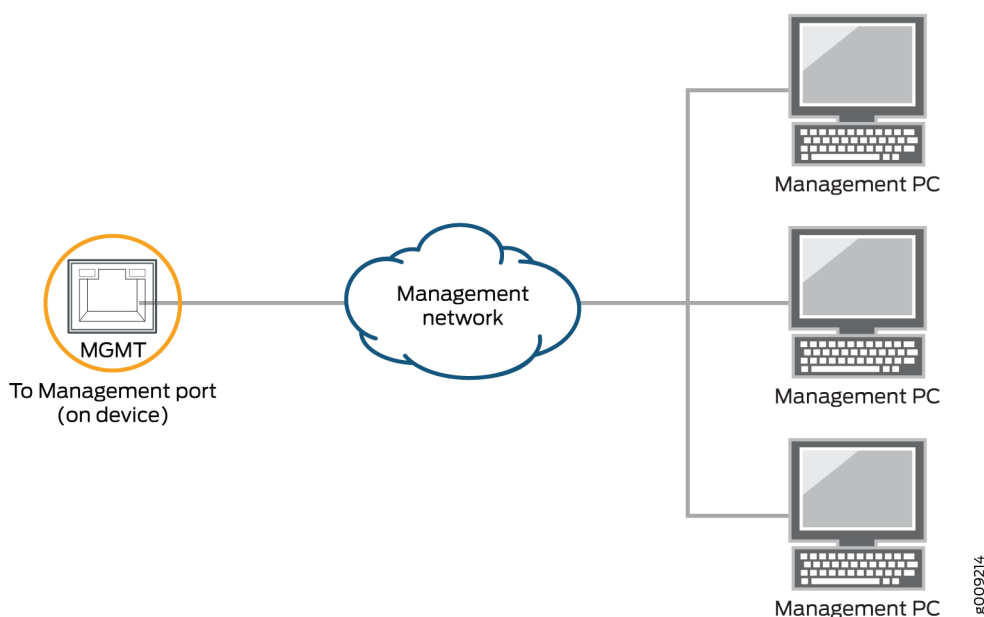 Management PC
Management
network
MGMT
To Management port
(on device)
Management PC
Management PC
g009214